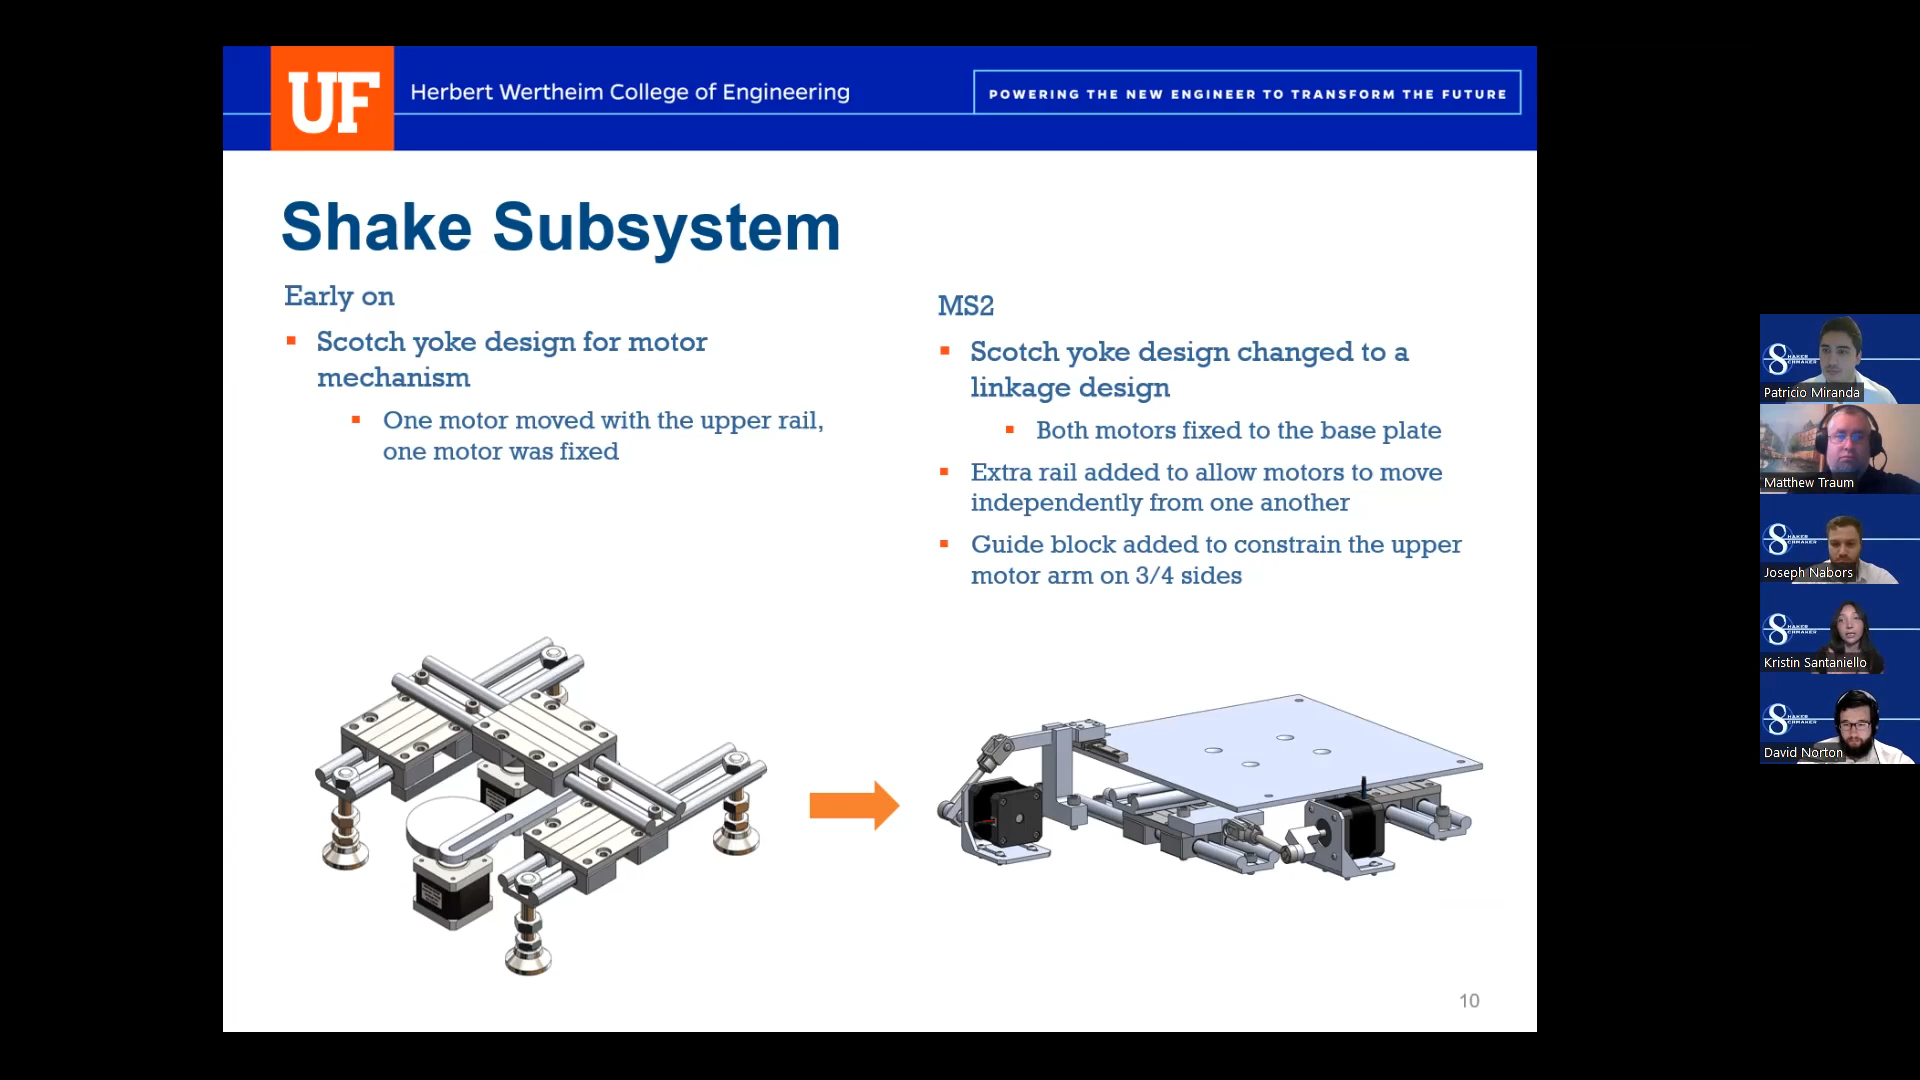 UF
Herbert Wertheim College of Engineering
POWERING THE NEW ENGINEER TO TRANSFORM THE FUTURE
Shake Subsystem
Early on
Scotch yoke design for motor
mechanism
One motor moved with the upper rail,
one motor was fixed
MS2
Scotch yoke design changed to a
linkage design
Both motors fixed to the base plate
Extra rail added to allow motors to move
independently from one another
Guide block added to constrain the upper
motor arm on 3/4 sides
10
Patricio Miranda
Matthew Traum
Joseph Nabors
Kristin Santaniello
David Norton